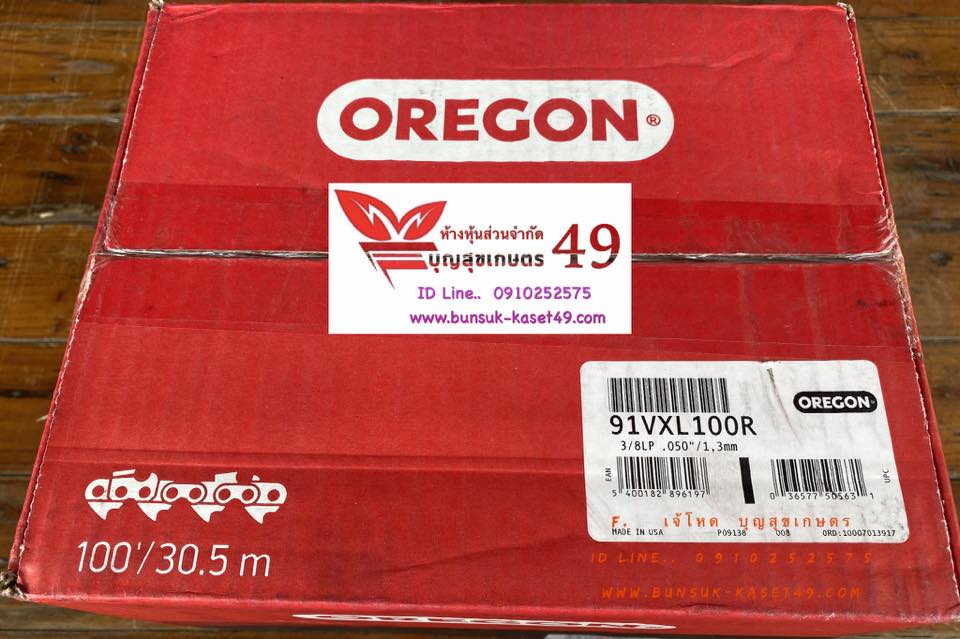 OREGON®
ห้างหุ้นส่วนจำกัด
บุญสุขเกษตร 49
ID Line.. 0910252575
www.bunsuk-kaset49.com
OREGON
91VXL100R
3/8LP .050"/1,3mm
EAN
5 400182 896197
UPC
0 36577 50563 1
F. เจ้โหด บุญสุขเกษตร
MADE IN USA P09138 008 ORD:10007013917
ID LINE.. 0910252575
WWW.BUNSUK-KASET49.COM
100'/30.5 m
OREGON